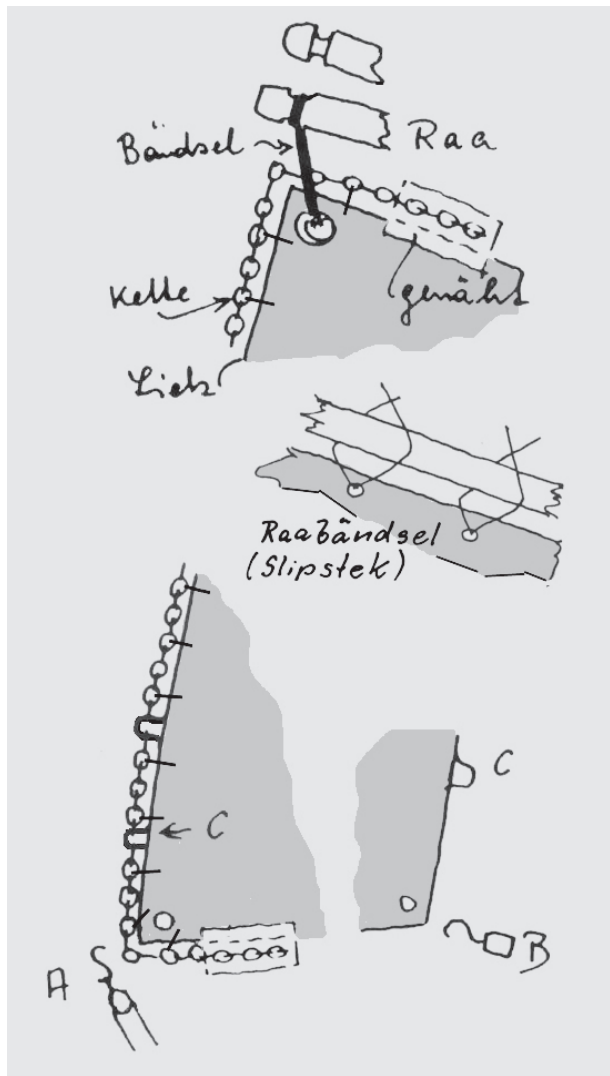 Bändsel
Raa
Kette
genäht
Liek
Raabändsel
(Slipstek)
C
C
A
B